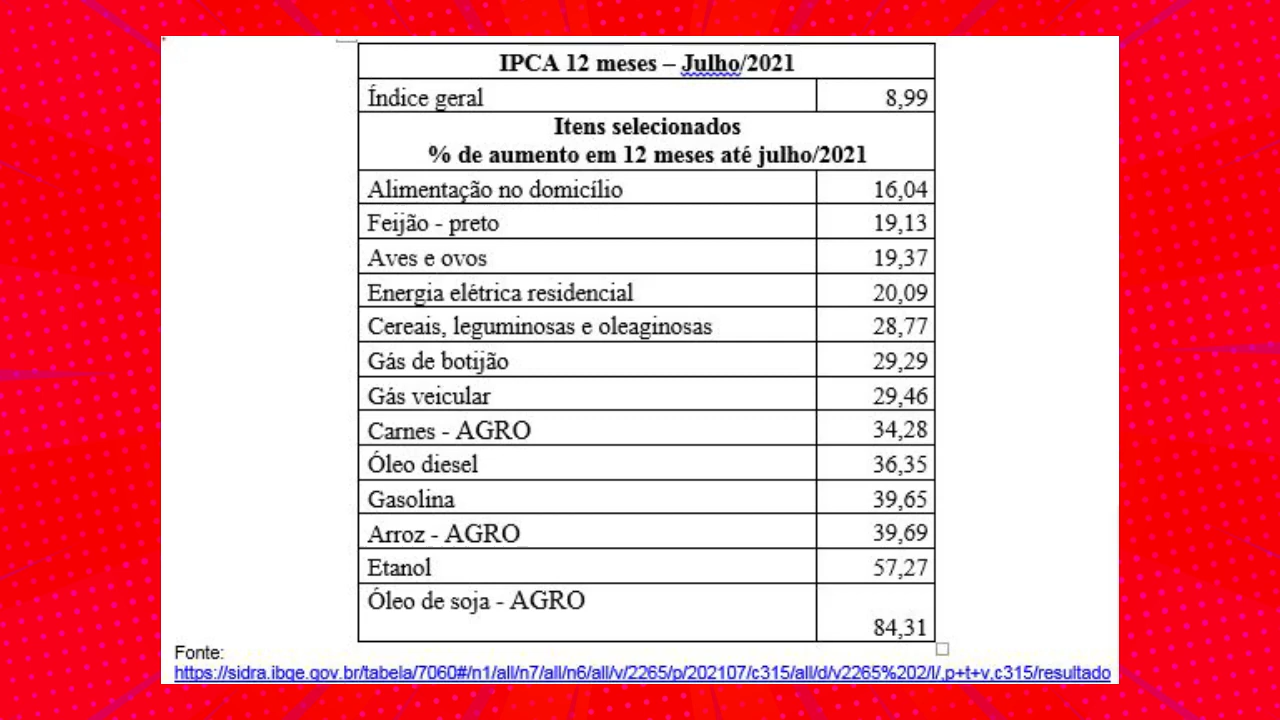 IPCA 12 meses – Julho/2021
Índice geral 8,99
Itens selecionados
% de aumento em 12 meses até julho/2021
Alimentação no domicílio 16,04
Feijão - preto 19,13
Aves e ovos 19,37
Energia elétrica residencial 20,09
Cereais, leguminosas e oleaginosas 28,77
Gás de botijão 29,29
Gás veicular 29,46
Carnes - AGRO 34,28
Óleo diesel 36,35
Gasolina 39,65
Arroz - AGRO 39,69
Etanol 57,27
Óleo de soja - AGRO
84,31
Fonte:
https://sidra.ibge.gov.br/tabela/7060#/n1/all/n7/all/n6/all/v/2265/p/202107/c315/all/d/v2265%202/l/,p+t+v,c315/resultado